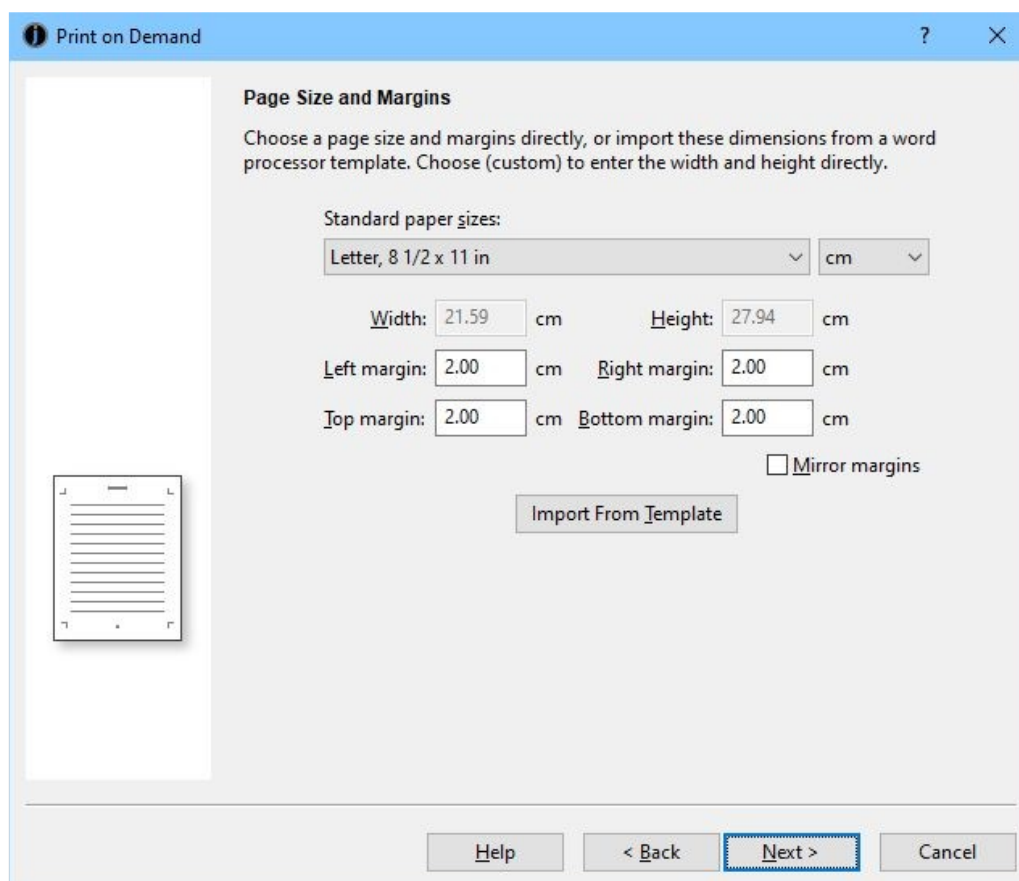 Print on Demand ?
Page Size and Margins
Choose a page size and margins directly, or import these dimensions from a word
processor template. Choose (custom) to enter the width and height directly.
Standard paper sizes:
Letter, 8 1/2 x 11 in cm
Width: 21.59 cm Height: 27.94 cm
Left margin: 2.00 cm Right margin: 2.00 cm
Top margin: 2.00 cm Bottom margin: 2.00 cm
Mirror margins
Import From Template
Help < Back Next > Cancel